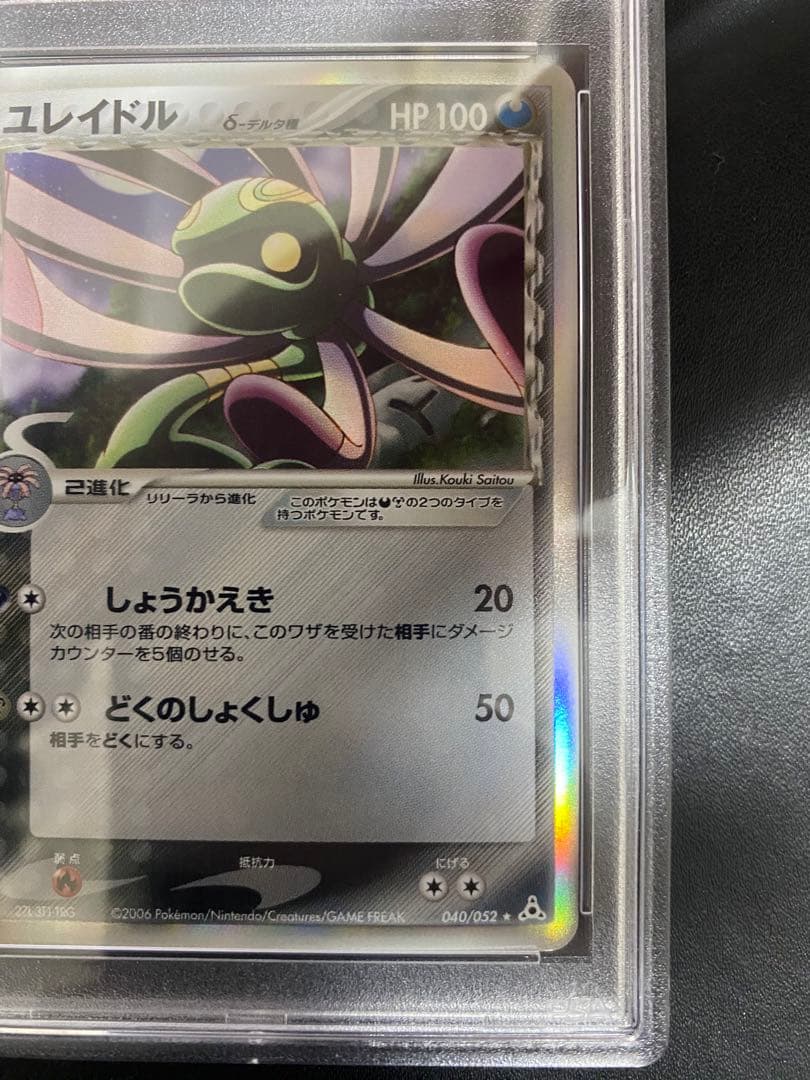 ユレイドル δ-デルタ種 HP 100
Illus.Kouki Saitou
2進化 リリーラから進化
このポケモンはの2つのタイプを
持つポケモンです。
しょうかえき 20
次の相手の番の終わりに、このワザを受けた相手にダメージ
カウンターを5個のせる。
どくのしょくしゅ 50
相手をどくにする。
弱点 抵抗力 にげる
©2006 Pokémon/Nintendo/Creatures/GAME FREAK 040/052 ★